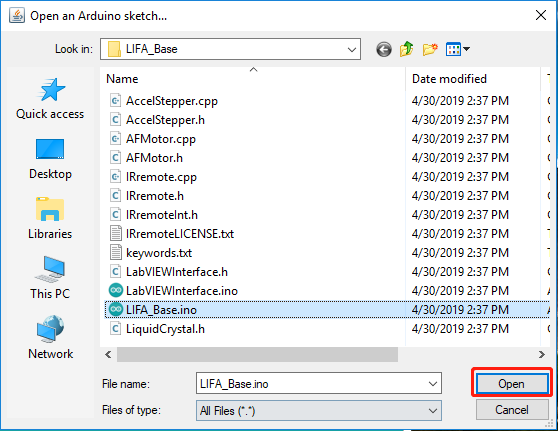 Open an Arduino sketch...
Look in: LIFA_Base
Name Date modified
AccelStepper.cpp 4/30/2019 2:37 PM
AccelStepper.h 4/30/2019 2:37 PM
AFMotor.cpp 4/30/2019 2:37 PM
AFMotor.h 4/30/2019 2:37 PM
IRremote.cpp 4/30/2019 2:37 PM
IRremote.h 4/30/2019 2:37 PM
IRremoteInt.h 4/30/2019 2:37 PM
IRremoteLICENSE.txt 4/30/2019 2:37 PM
keywords.txt 4/30/2019 2:37 PM
LabVIEWInterface.h 4/30/2019 2:37 PM
LabVIEWInterface.ino 4/30/2019 2:37 PM
LIFA_Base.ino 4/30/2019 2:37 PM
LiquidCrystal.h 4/30/2019 2:37 PM
Quick access
Desktop
Libraries
This PC
Network
File name: LIFA_Base.ino Open
Files of type: All Files (*.*) Cancel